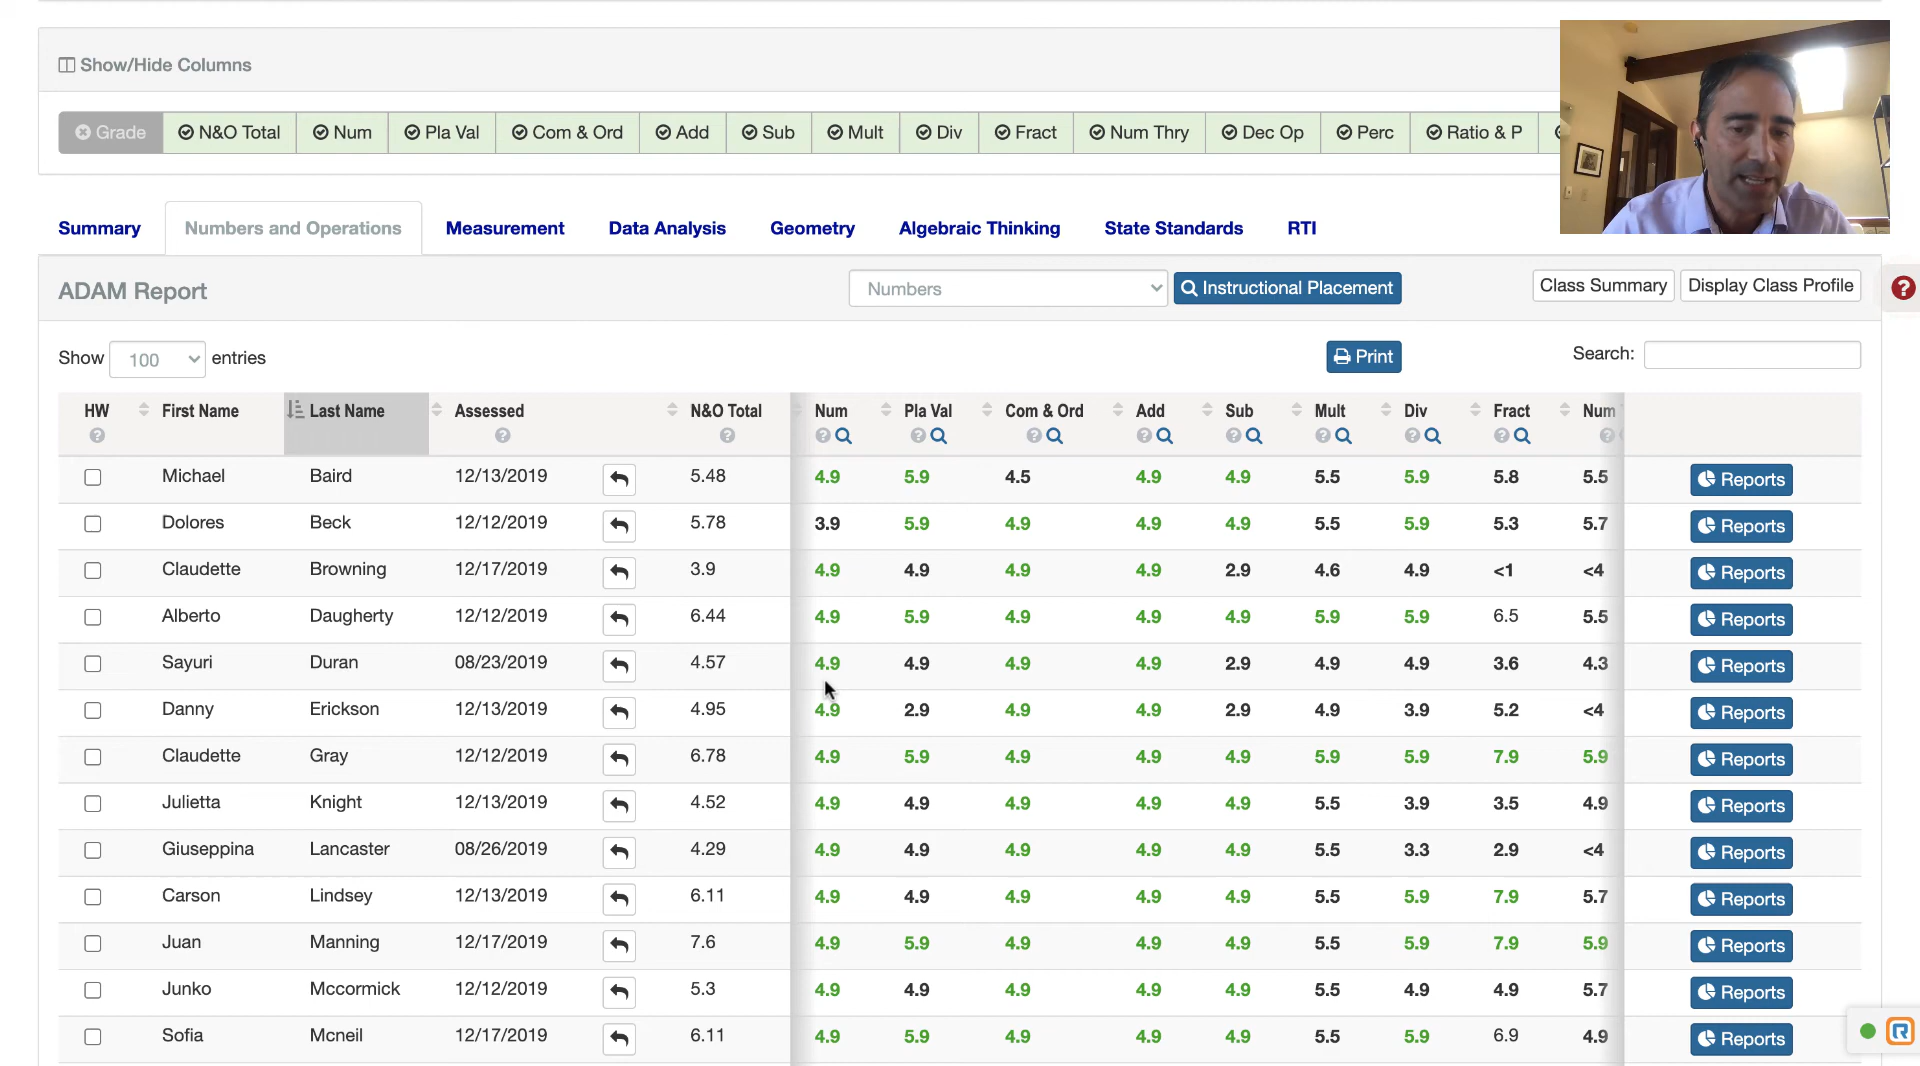 Show/Hide Columns
Grade N&O Total Num Pla Val Com & Ord Add Sub Mult Div Fract Num Thry Dec Op Perc Ratio & P
Summary Numbers and Operations Measurement Data Analysis Geometry Algebraic Thinking State Standards RTI
ADAM Report Numbers Instructional Placement Class Summary Display Class Profile
Show 100 entries Print Search:
HW First Name Last Name Assessed N&O Total Num Pla Val Com & Ord Add Sub Mult Div Fract Num
Michael Baird 12/13/2019 5.48 4.9 5.9 4.5 4.9 4.9 5.5 5.9 5.8 5.5 Reports
Dolores Beck 12/12/2019 5.78 3.9 5.9 4.9 4.9 4.9 5.5 5.9 5.3 5.7 Reports
Claudette Browning 12/17/2019 3.9 4.9 4.9 4.9 4.9 2.9 4.6 4.9 <1 <4 Reports
Alberto Daugherty 12/12/2019 6.44 4.9 5.9 4.9 4.9 4.9 5.9 5.9 6.5 5.5 Reports
Sayuri Duran 08/23/2019 4.57 4.9 4.9 4.9 4.9 2.9 4.9 4.9 3.6 4.3 Reports
Danny Erickson 12/13/2019 4.95 4.9 2.9 4.9 4.9 2.9 4.9 3.9 5.2 <4 Reports
Claudette Gray 12/12/2019 6.78 4.9 5.9 4.9 4.9 4.9 5.9 5.9 7.9 5.9 Reports
Julietta Knight 12/13/2019 4.52 4.9 4.9 4.9 4.9 4.9 5.5 3.9 3.5 4.9 Reports
Giuseppina Lancaster 08/26/2019 4.29 4.9 4.9 4.9 4.9 4.9 5.5 3.3 2.9 <4 Reports
Carson Lindsey 12/13/2019 6.11 4.9 4.9 4.9 4.9 4.9 5.5 5.9 7.9 5.7 Reports
Juan Manning 12/17/2019 7.6 4.9 5.9 4.9 4.9 4.9 5.5 5.9 7.9 5.9 Reports
Junko Mccormick 12/12/2019 5.3 4.9 4.9 4.9 4.9 4.9 5.5 4.9 4.9 5.7 Reports
Sofia Mcneil 12/17/2019 6.11 4.9 5.9 4.9 4.9 4.9 5.5 5.9 6.9 4.9 Reports